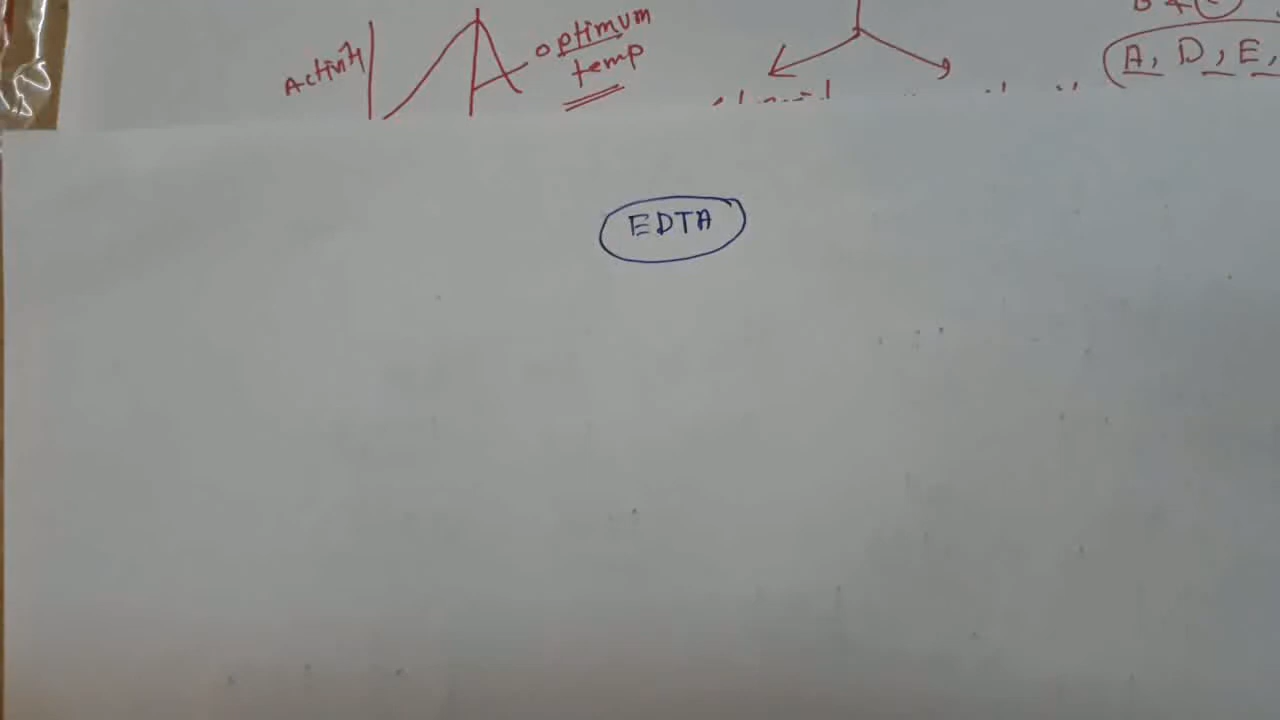 Activity
optimum
temp
A, D, E,
EDTA